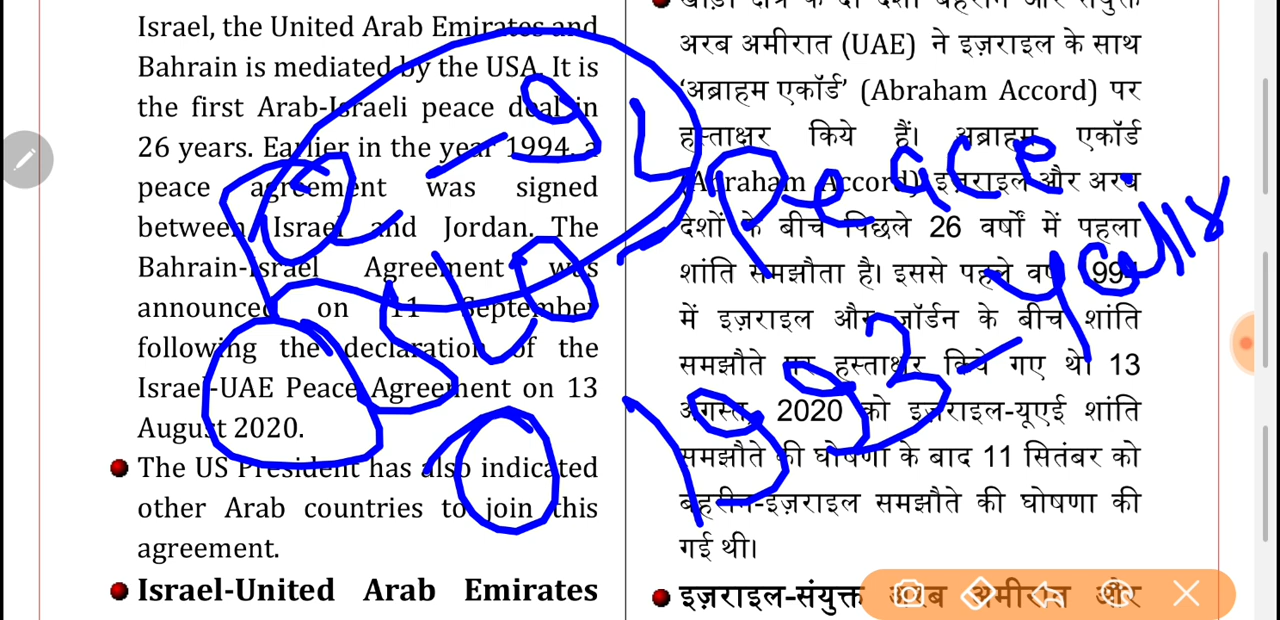 Israel, the United Arab Emirates and
Bahrain is mediated by the USA. It is
the first Arab-Israeli peace deal in
26 years. Earlier in the year 1994, a
peace agreement was signed
between Israel and Jordan. The
Bahrain-Israel Agreement was
announced on 11 September
following the declaration of the
Israel-UAE Peace Agreement on 13
August 2020.
The US President has also indicated
other Arab countries to join this
agreement.
Israel-United Arab Emirates
खाड़ी क्षेत्र के दो देशों बहरीन और संयुक्त
अरब अमीरात (UAE) ने इज़राइल के साथ
‘अब्राहम एकॉर्ड’ (Abraham Accord) पर
हस्ताक्षर किये हैं। अब्राहम एकॉर्ड
(Abraham Accord) इज़राइल और अरब
देशों के बीच पिछले 26 वर्षों में पहला
शांति समझौता है। इससे पहले वर्ष 1994
में इज़राइल और जॉर्डन के बीच शांति
समझौते पर हस्ताक्षर किये गए थे। 13
अगस्त, 2020 को इज़राइल-यूएई शांति
समझौते की घोषणा के बाद 11 सितंबर को
बहरीन-इज़राइल समझौते की घोषणा की
गई थी।
इज़राइल-संयुक्त अरब अमीरात और
Peace